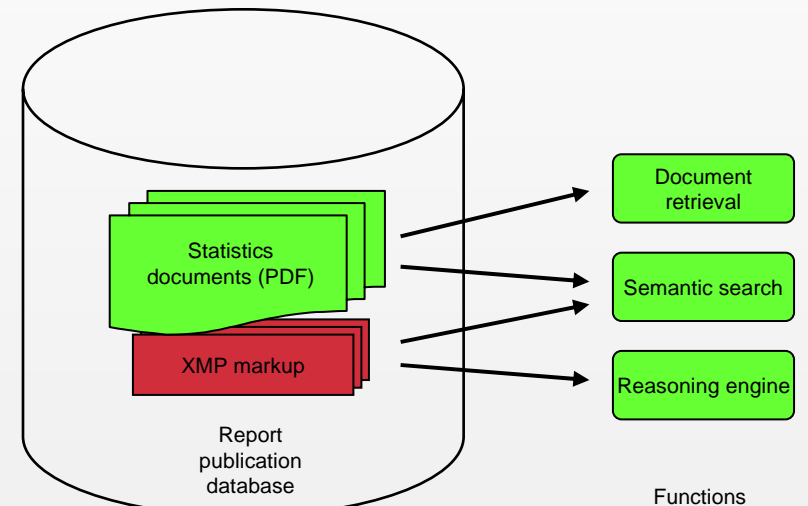 Statistics
documents (PDF)
XMP markup
Report
publication
database
Document
retrieval
Semantic search
Reasoning engine
Functions